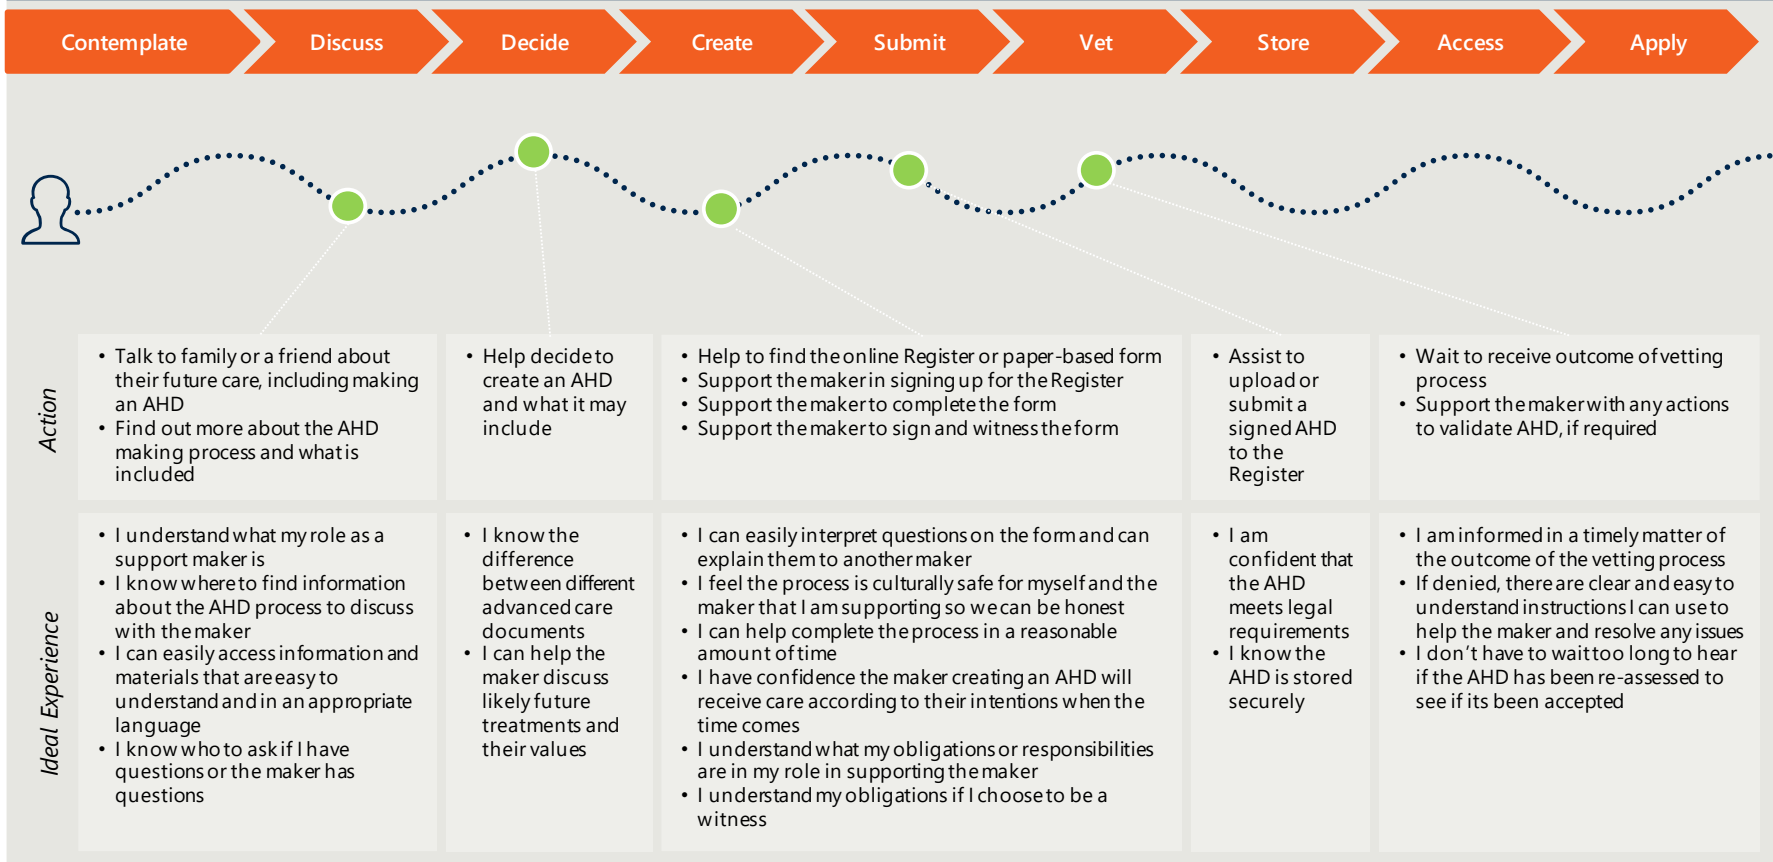 Contemplate
Discuss
Decide
Create
Submit
Vet
Store
Access
Apply
Action
• Talk to family or a friend about
their future care, including making
an AHD
• Find out more about the AHD
making process and what is
included
• Help decide to
create an AHD
and what it may
include
• Help to find the online Register or paper-based form
• Support the maker in signing up for the Register
• Support the maker to complete the form
• Support the maker to sign and witness the form
• Assist to
upload or
submit a
signed AHD
to the
Register
• Wait to receive outcome of vetting
process
• Support the maker with any actions
to validate AHD, if required
Ideal Experience
• I understand what my role as a
support maker is
• I know where to find information
about the AHD process to discuss
with the maker
• I can easily access information and
materials that are easy to
understand and in an appropriate
language
• I know who to ask if I have
questions or the maker has
questions
• I know the
difference
between different
advanced care
documents
• I can help the
maker discuss
likely future
treatments and
their values
• I can easily interpret questions on the form and can
explain them to another maker
• I feel the process is culturally safe for myself and the
maker that I am supporting so we can be honest
• I can help complete the process in a reasonable
amount of time
• I have confidence the maker creating an AHD will
receive care according to their intentions when the
time comes
• I understand what my obligations or responsibilities
are in my role in supporting the maker
• I understand my obligations if I choose to be a
witness
• I am
confident that
the AHD
meets legal
requirements
• I know the
AHD is stored
securely
• I am informed in a timely matter of
the outcome of the vetting process
• If denied, there are clear and easy to
understand instructions I can use to
help the maker and resolve any issues
• I don't have to wait too long to hear
if the AHD has been re-assessed to
see if its been accepted